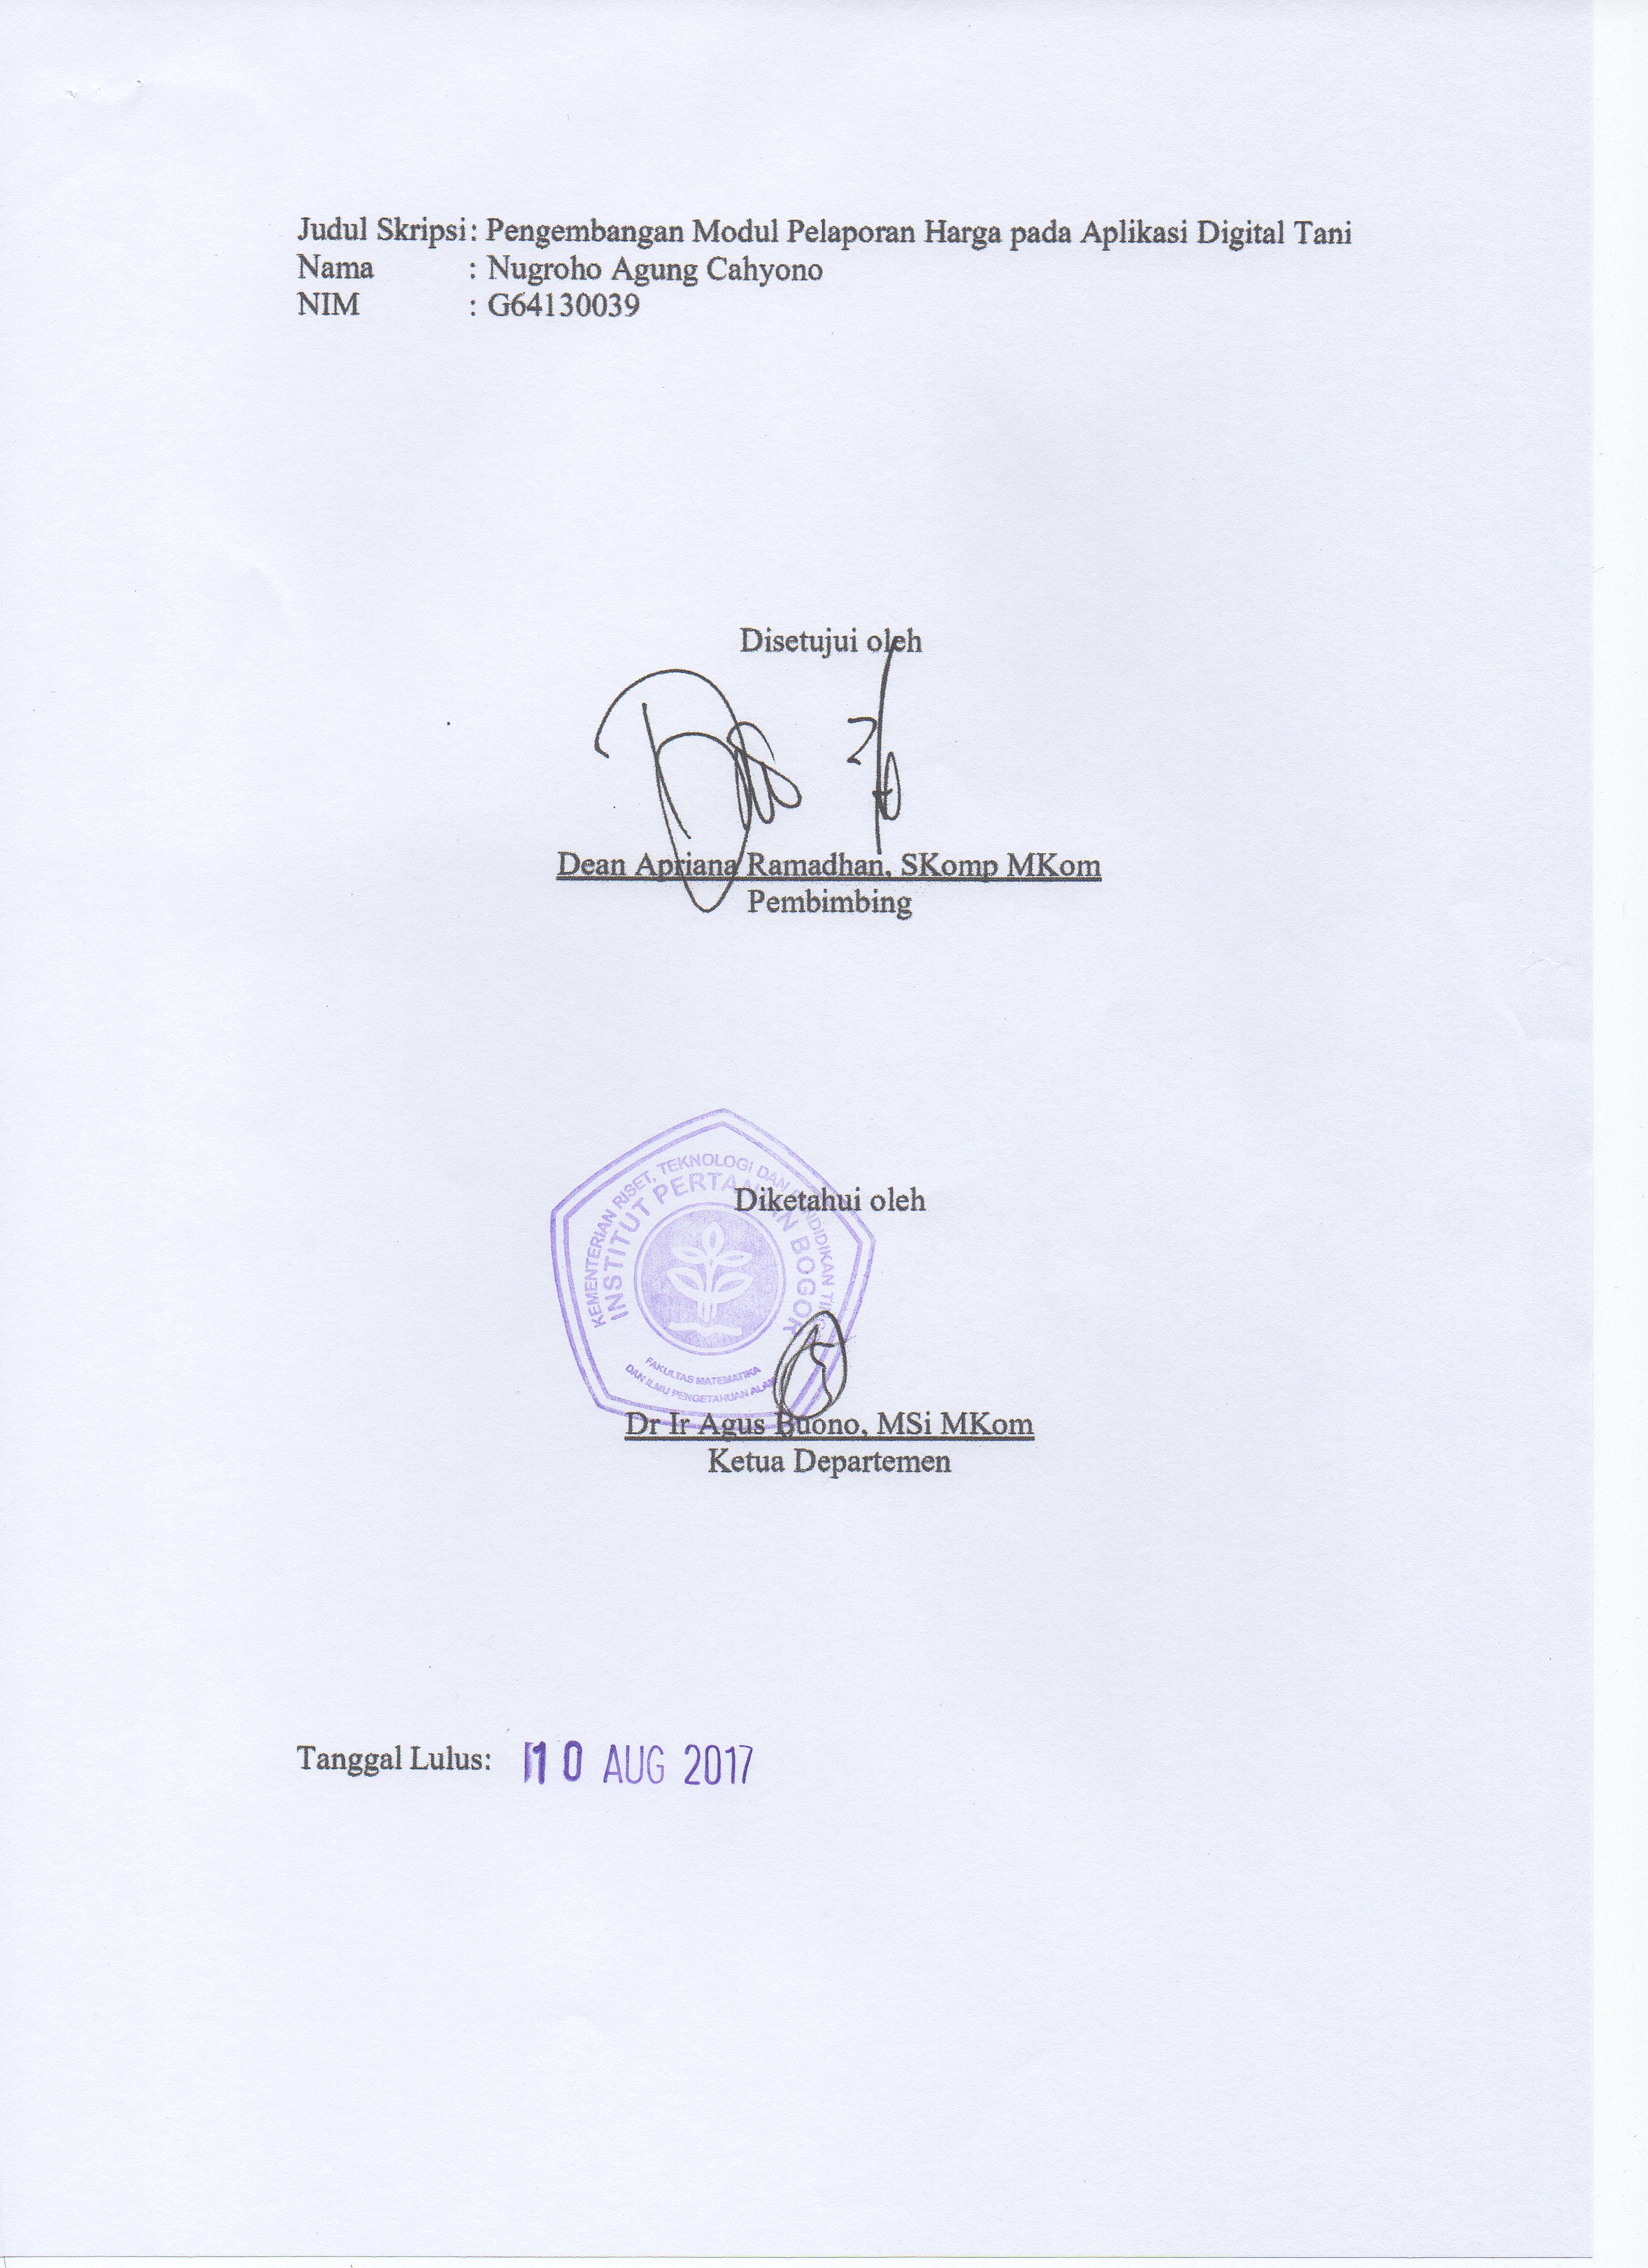 Judul Skripsi: Pengembangan Modul Pelaporan Harga pada Aplikasi Digital Tani
Nama : Nugroho Agung Cahyono
NIM : G64130039
Disetujui oleh
Dean Apriana Ramadhan, SKomp MKom
Pembimbing
KEMENTERIAN RISET, TEKNOLOGI DAN
INSTITUT PERTANIAN BOGOR
FAKULTAS MATEMATIKA
DAN ILMU PENGETAHUAN ALAM
Diketahui oleh
Dr Ir Agus Buono, MSi MKom
Ketua Departemen
Tanggal Lulus: 10 AUG 2017